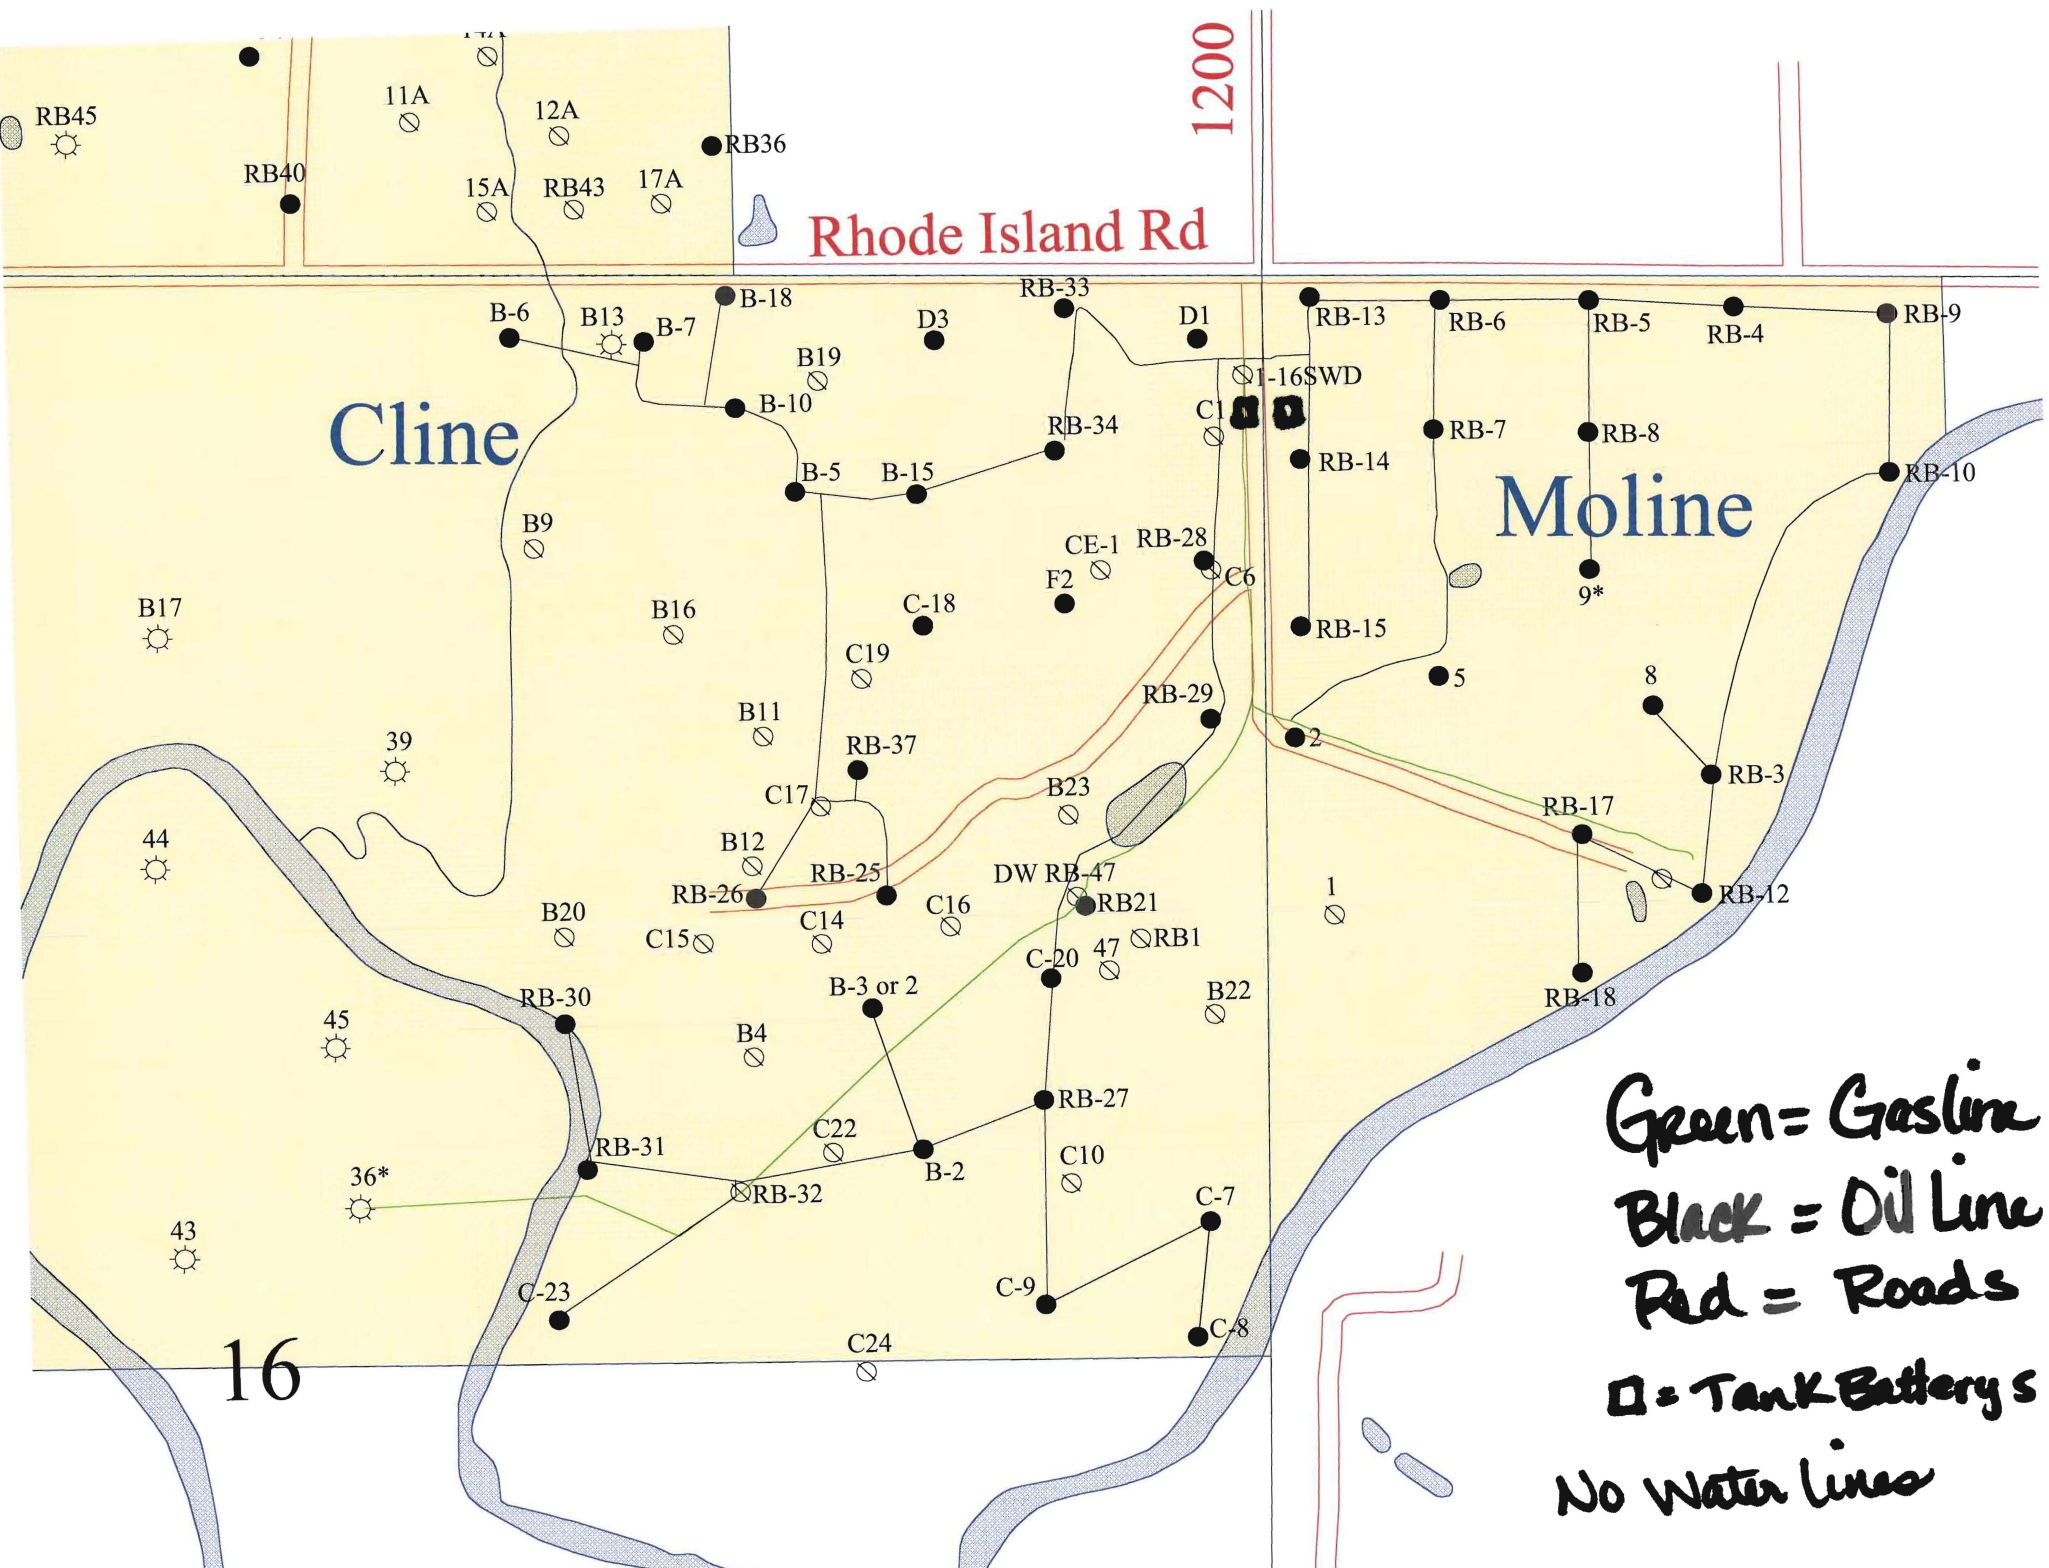 14A
11A
12A
RB45
RB36
RB40
15A
RB43
17A
1200
Rhode Island Rd
B-18
RB-33
B-6
B13
B-7
D3
D1
RB-13
RB-6
RB-5
RB-4
RB-9
B19
1-16SWD
B-10
C1
Cline
RB-34
RB-7
RB-8
B-5
B-15
RB-14
RB-10
Moline
B9
CE-1
RB-28
F2
C6
9*
B17
B16
C-18
RB-15
C19
5
8
RB-29
B11
39
RB-37
2
C17
B23
RB-3
RB-17
44
B12
RB-25
DW RB-47
RB-26
RB21
1
RB-12
B20
C15
C14
C16
RB1
47
C-20
B-3 or 2
B22
RB-30
RB-18
45
B4
RB-27
C22
RB-31
B-2
C10
36*
RB-32
C-7
43
C-23
C-9
C-8
C24
16
Green = Gasline
Black = Oil Line
Red = Roads
= Tank Batterys
No Water lines